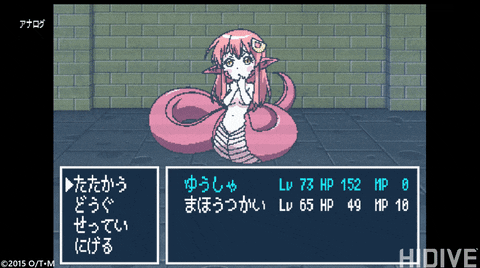 アナログ
▶たたかう
どうぐ
せってい
にげる
ゆうしゃ Lv 73 HP 152 MP 0
まほうつかい Lv 65 HP 49 MP 10
©2015 O/T・M
HIDIVE